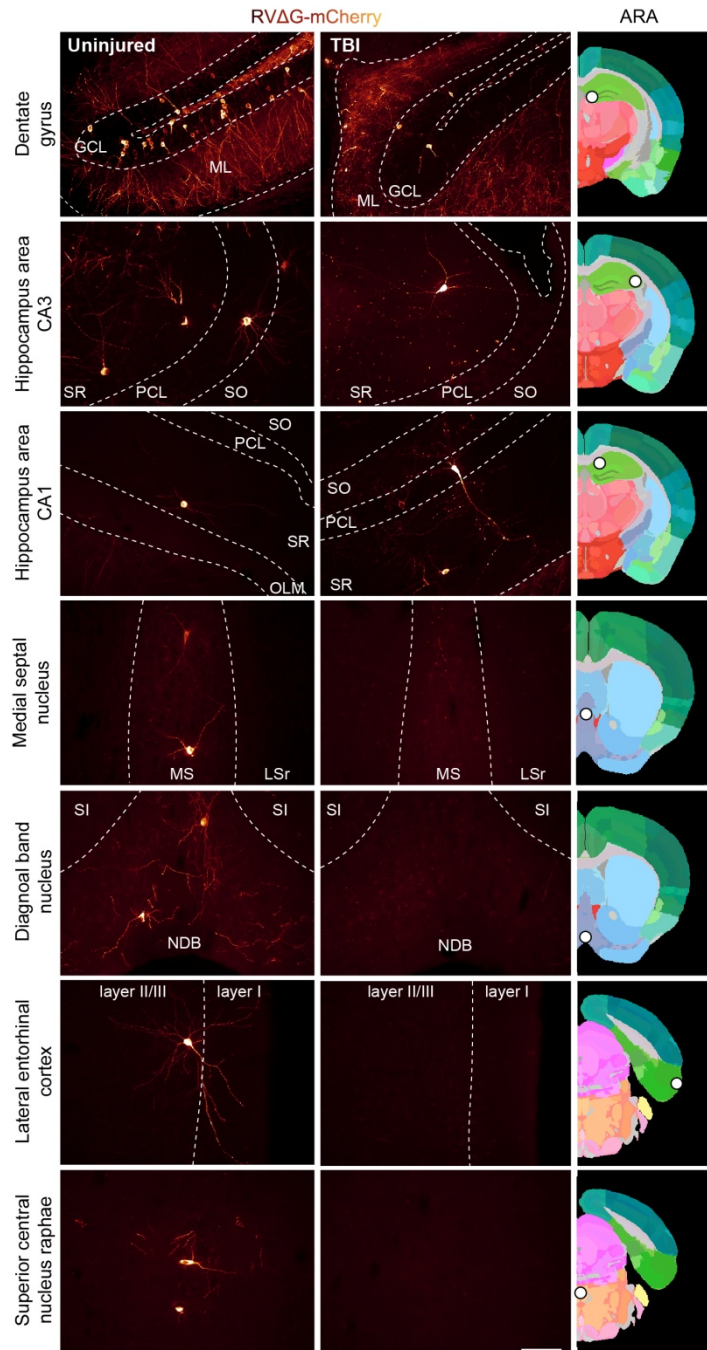 RVΔG-mCherry ARA
Uninjured TBI
Dentate
gyrus
GCL ML
ML GCL
Hippocampus area
CA3
SR PCL SO
SR PCL SO
Hippocampus area
CA1
SO
PCL
SR
OLM
SO
PCL
SR
Medial septal
nucleus
MS LSr
MS LSr
Diagnoal band
nucleus
SI SI
NDB
SI SI
NDB
Lateral entorhinal
cortex
layer II/III layer I
layer II/III layer I
Superior central
nucleus raphae